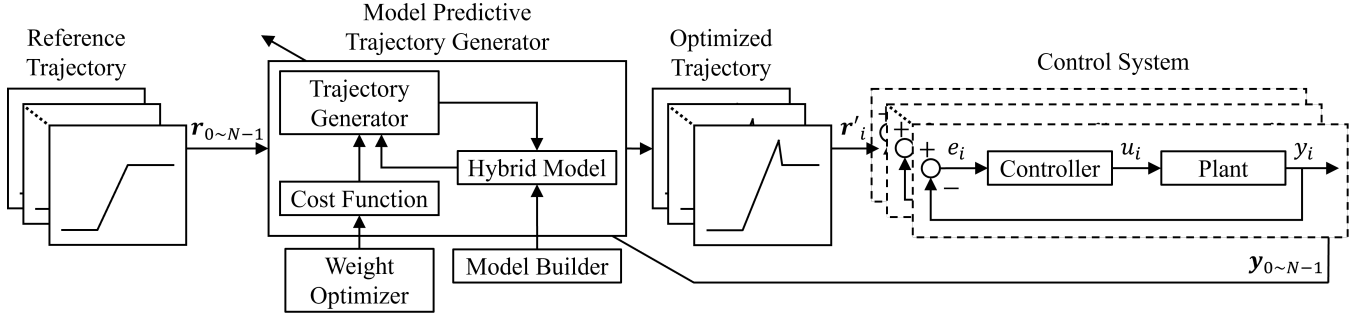 Reference
Trajectory
r0~N−1
Model Predictive
Trajectory Generator
Trajectory
Generator
Hybrid Model
Cost Function
Weight
Optimizer
Model Builder
Optimized
Trajectory
r'i
Control System
+
+
+
−
ei
Controller
ui
Plant
yi
y0~N−1